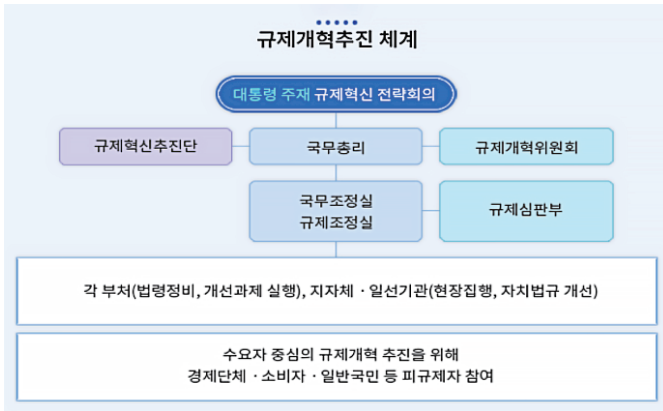 규제개혁추진 체계
대통령 주재 규제혁신 전략회의
규제혁신추진단
국무총리
규제개혁위원회
국무조정실
규제조정실
규제심판부
각 부처(법령정비, 개선과제 실행), 지자체 · 일선기관(현장집행, 자치법규 개선)
수요자 중심의 규제개혁 추진을 위해
경제단체 · 소비자 · 일반국민 등 피규제자 참여